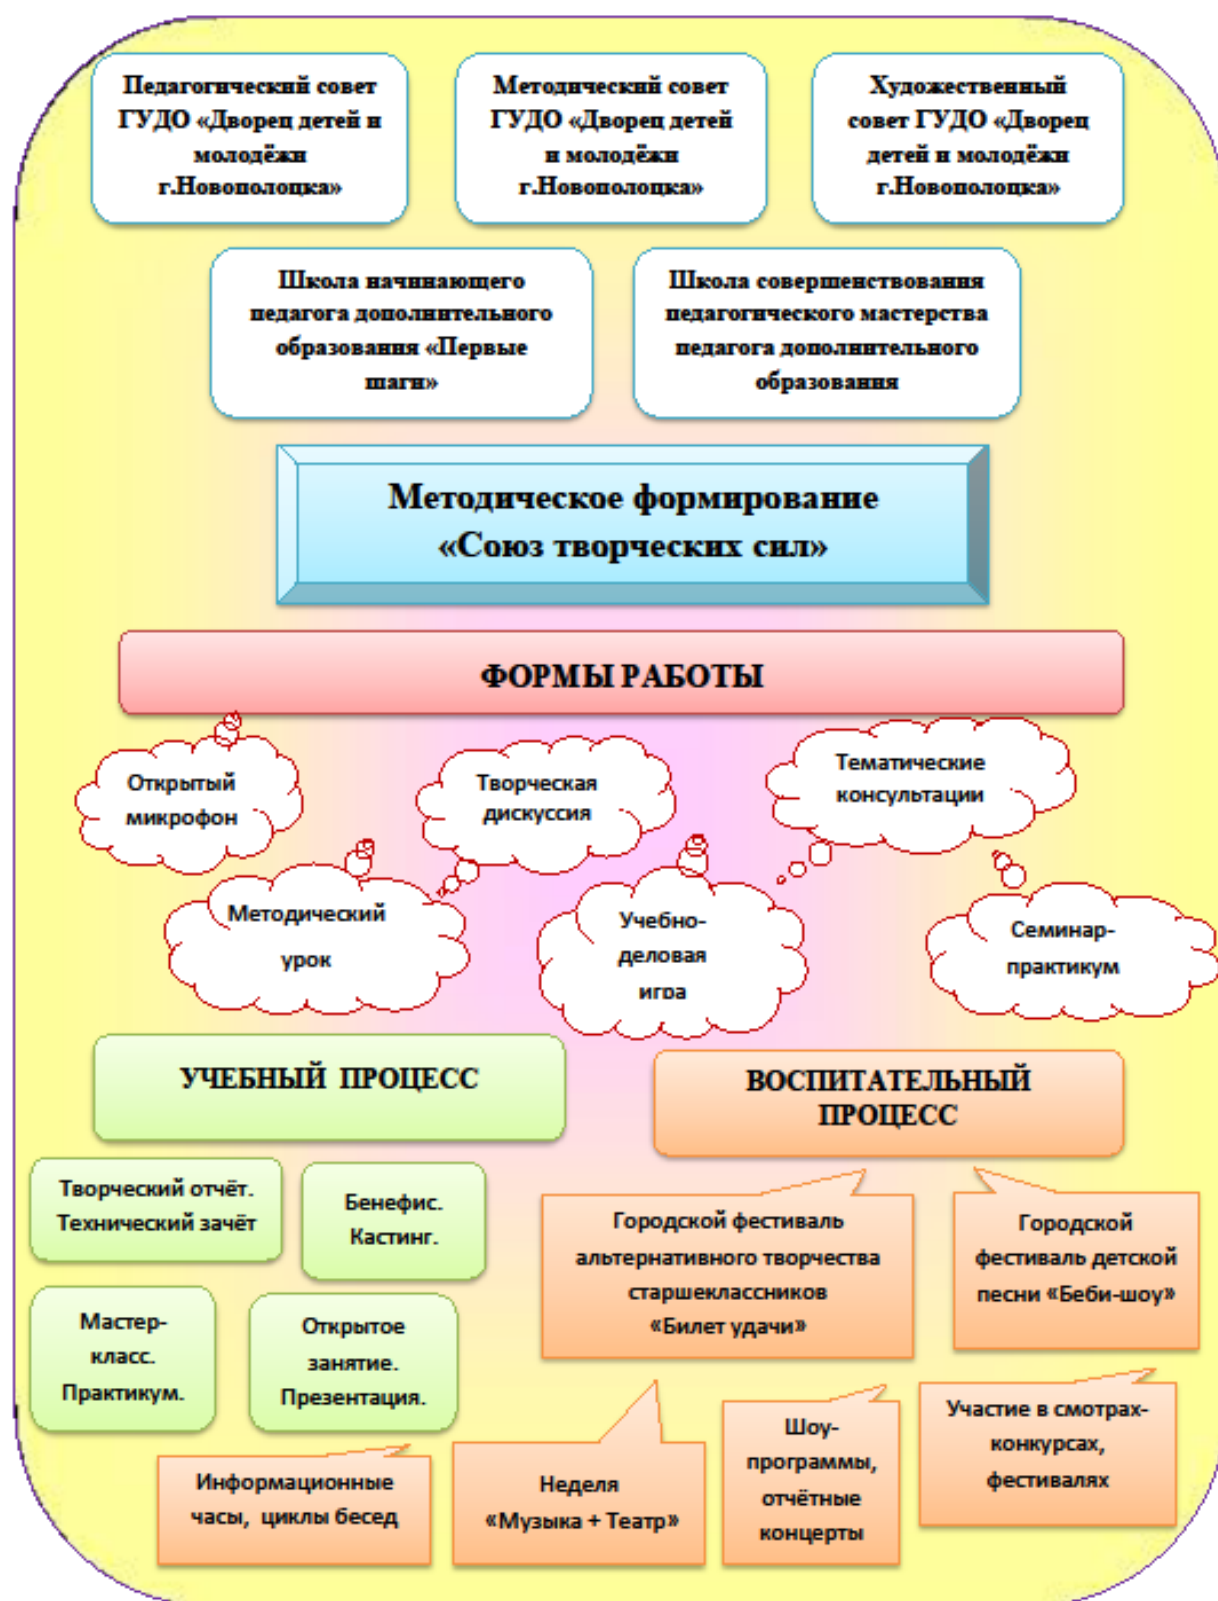 Педагогический совет
ГУДО «Дворец детей и
молодёжи
г.Новополоцка»
Методический совет
ГУДО «Дворец детей
и молодёжи
г.Новополоцка»
Художественный
совет ГУДО «Дворец
детей и молодёжи
г.Новополоцка»
Школа начинающего
педагога дополнительного
образования «Первые
шаги»
Школа совершенствования
педагогического мастерства
педагога дополнительного
образования
Методическое формирование
«Союз творческих сил»
ФОРМЫ РАБОТЫ
Открытый
микрофон
Творческая
дискуссия
Тематические
консультации
Методический
урок
Учебно-
деловая
игра
Семинар-
практикум
УЧЕБНЫЙ ПРОЦЕСС
ВОСПИТАТЕЛЬНЫЙ
ПРОЦЕСС
Творческий отчёт.
Технический зачёт
Бенефис.
Кастинг.
Городской фестиваль
альтернативного творчества
старшеклассников
«Билет удачи»
Городской
фестиваль детской
песни «Беби-шоу»
Мастер-
класс.
Практикум.
Открытое
занятие.
Презентация.
Информационные
часы, циклы бесед
Неделя
«Музыка + Театр»
Шоу-
программы,
отчётные
концерты
Участие в смотрах-
конкурсах,
фестивалях